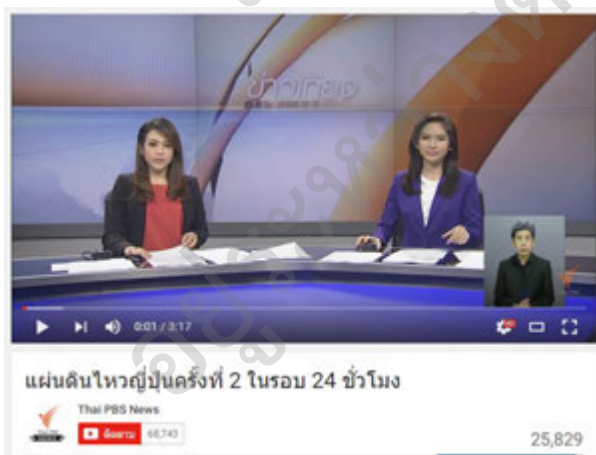 ข่าวเที่ยง
0:01 / 3:17
แผ่นดินไหวญี่ปุ่นครั้งที่ 2 ในรอบ 24 ชั่วโมง
Thai PBS News
ติดตาม 68,743
25,829